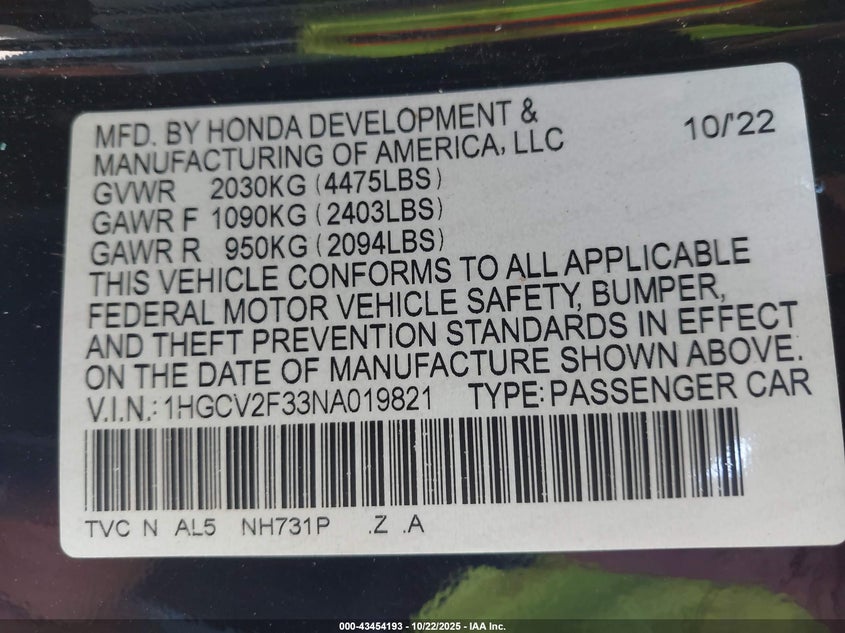 MFD. BY HONDA DEVELOPMENT & 10/'22
MANUFACTURING OF AMERICA, LLC
GVWR 2030KG (4475LBS)
GAWR F 1090KG (2403LBS)
GAWR R 950KG (2094LBS)
THIS VEHICLE CONFORMS TO ALL APPLICABLE
FEDERAL MOTOR VEHICLE SAFETY, BUMPER,
AND THEFT PREVENTION STANDARDS IN EFFECT
ON THE DATE OF MANUFACTURE SHOWN ABOVE.
V.I.N.: 1HGCV2F33NA019821 TYPE: PASSENGER CAR
TVC N AL5 NH731P .Z .A
000-43454193 - 10/22/2025 - IAA Inc.